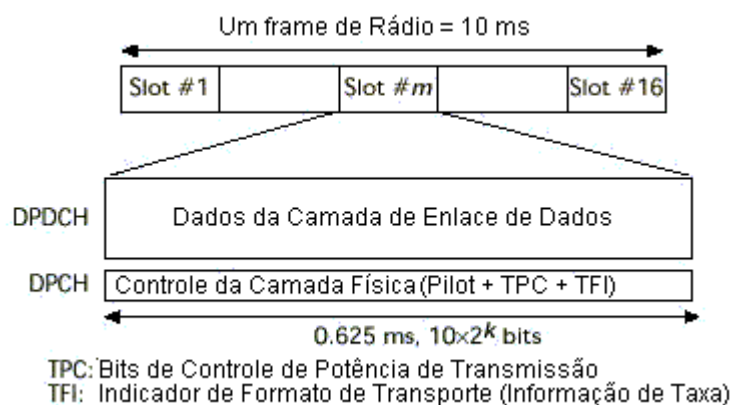 Um frame de Rádio = 10 ms
Slot #1 Slot #m Slot #16
DPDCH Dados da Camada de Enlace de Dados
DPCH Controle da Camada Física (Pilot + TPC + TFI)
0.625 ms, 10×2ᵏ bits
TPC: Bits de Controle de Potência de Transmissão
TFI: Indicador de Formato de Transporte (Informação de Taxa)